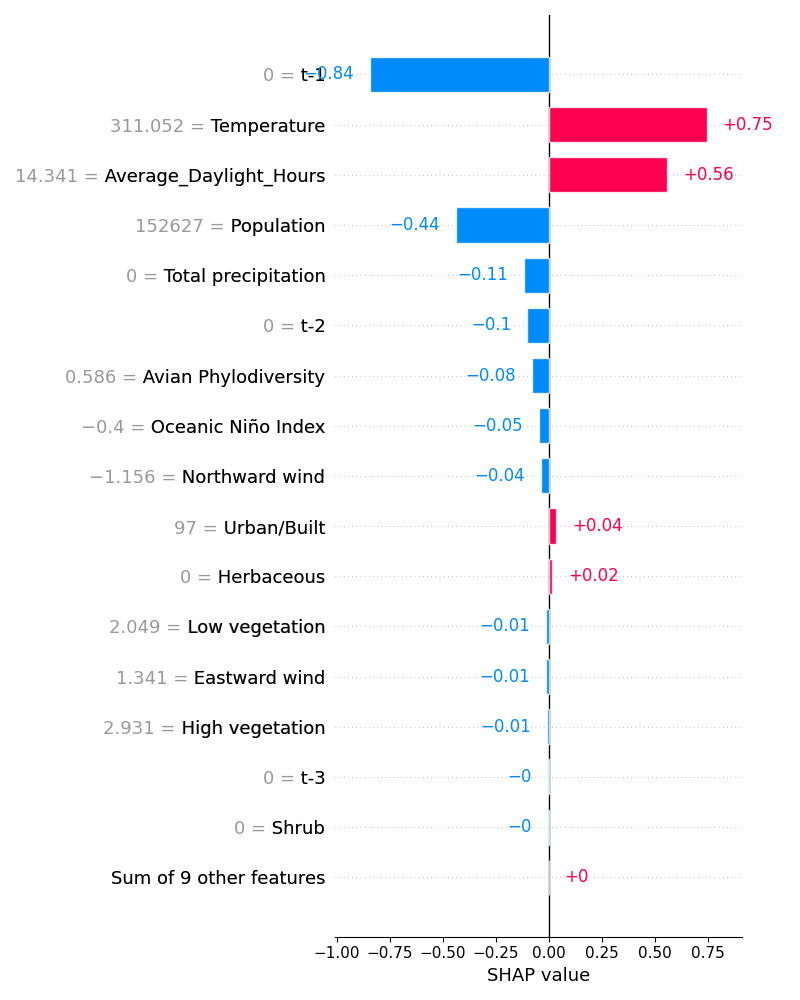 0 = t-1 −0.84
311.052 = Temperature +0.75
14.341 = Average_Daylight_Hours +0.56
152627 = Population −0.44
0 = Total precipitation −0.11
0 = t-2 −0.1
0.586 = Avian Phylodiversity −0.08
−0.4 = Oceanic Niño Index −0.05
−1.156 = Northward wind −0.04
97 = Urban/Built +0.04
0 = Herbaceous +0.02
2.049 = Low vegetation −0.01
1.341 = Eastward wind −0.01
2.931 = High vegetation −0.01
0 = t-3 −0
0 = Shrub −0
Sum of 9 other features +0
−1.00 −0.75 −0.50 −0.25 0.00 0.25 0.50 0.75
SHAP value